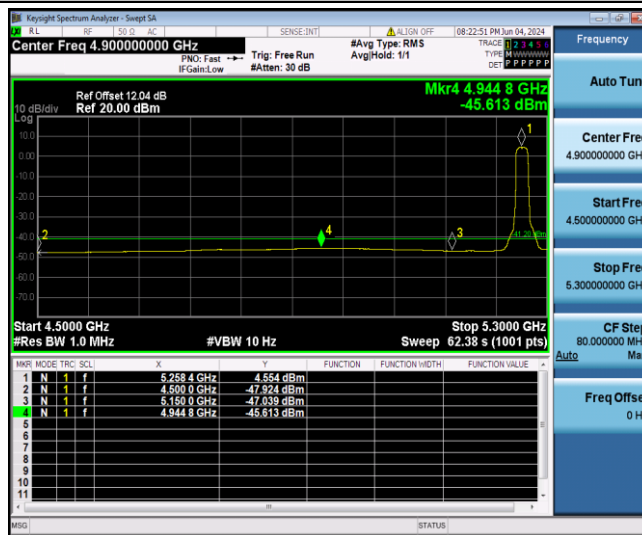 Keysight Spectrum Analyzer - Swept SA
RL RF 50 Ω AC SENSE:INT ALIGN OFF 08:22:51 PM Jun 04, 2024
Center Freq 4.900000000 GHz #Avg Type: RMS TRACE 1 2 3 4 5 6
PNO: Fast Trig: Free Run Avg|Hold: 1/1 TYPE M W W W W W
IFGain:Low #Atten: 30 dB DET P P P P P P
Mkr4 4.944 8 GHz
Ref Offset 12.04 dB
10 dB/div Ref 20.00 dBm -45.613 dBm
Log
10.0
0.00
-10.0
-20.0
-30.0
-40.0
-50.0
-60.0
-70.0
1
2
4
3
-41.20 dBm
Start 4.5000 GHz Stop 5.3000 GHz
#Res BW 1.0 MHz #VBW 10 Hz Sweep 62.38 s (1001 pts)
MKR MODE TRC SCL X Y FUNCTION FUNCTION WIDTH FUNCTION VALUE
1 N 1 f 5.258 4 GHz 4.554 dBm
2 N 1 f 4.500 0 GHz -47.924 dBm
3 N 1 f 5.150 0 GHz -47.039 dBm
4 N 1 f 4.944 8 GHz -45.613 dBm
5
6
7
8
9
10
11
MSG STATUS
Frequency
Auto Tun
Center Fre
4.900000000 GH
Start Fre
4.500000000 GH
Stop Fre
5.300000000 GH
CF Ste
80.000000 MH
Auto Ma
Freq Offse
0 H